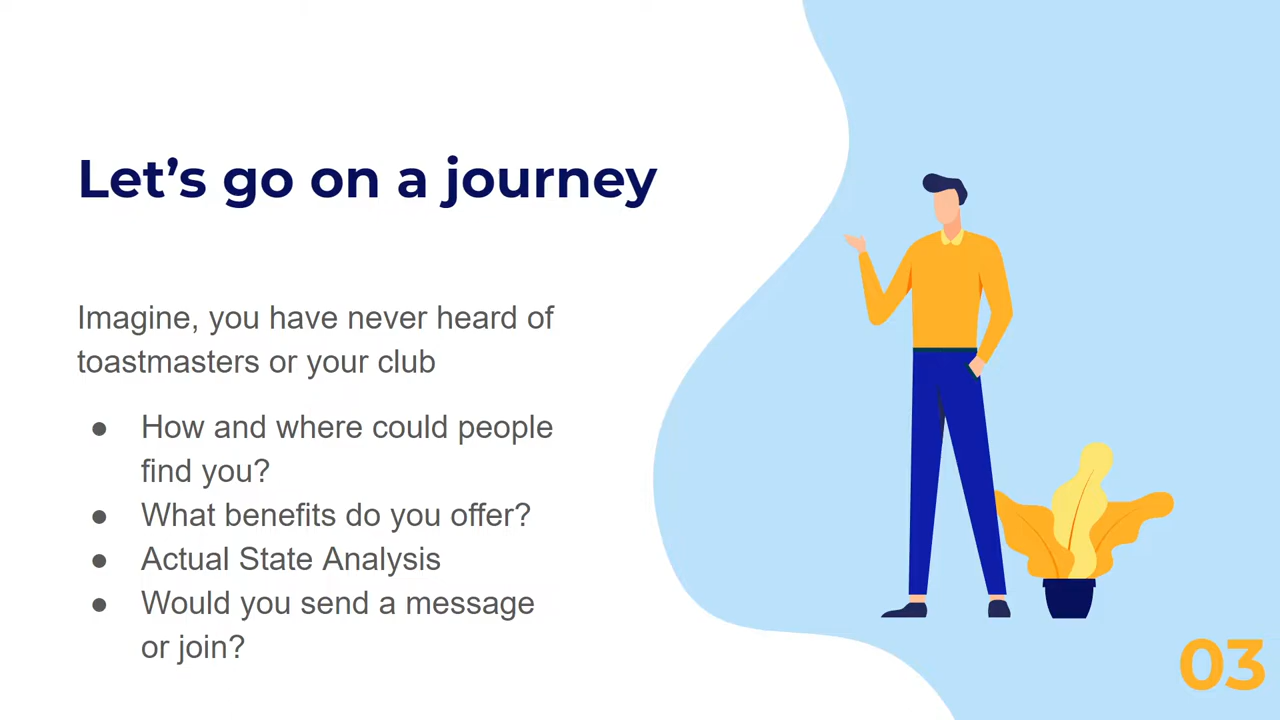 Let’s go on a journey
Imagine, you have never heard of
toastmasters or your club
● How and where could people
find you?
● What benefits do you offer?
● Actual State Analysis
● Would you send a message
or join?
03